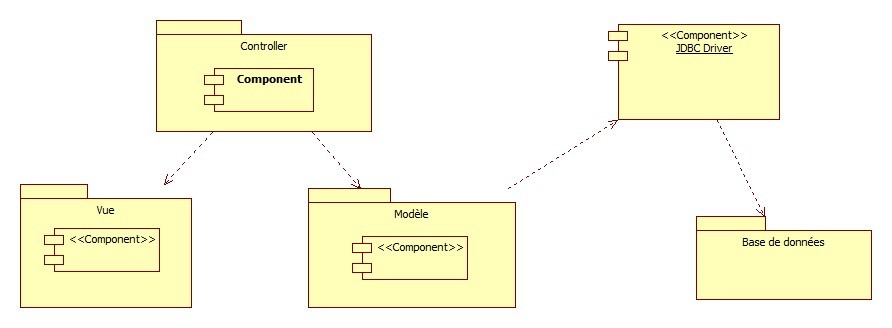 Controller
Component
<<Component>>
JDBC Driver
Vue
<<Component>>
Modèle
<<Component>>
Base de données